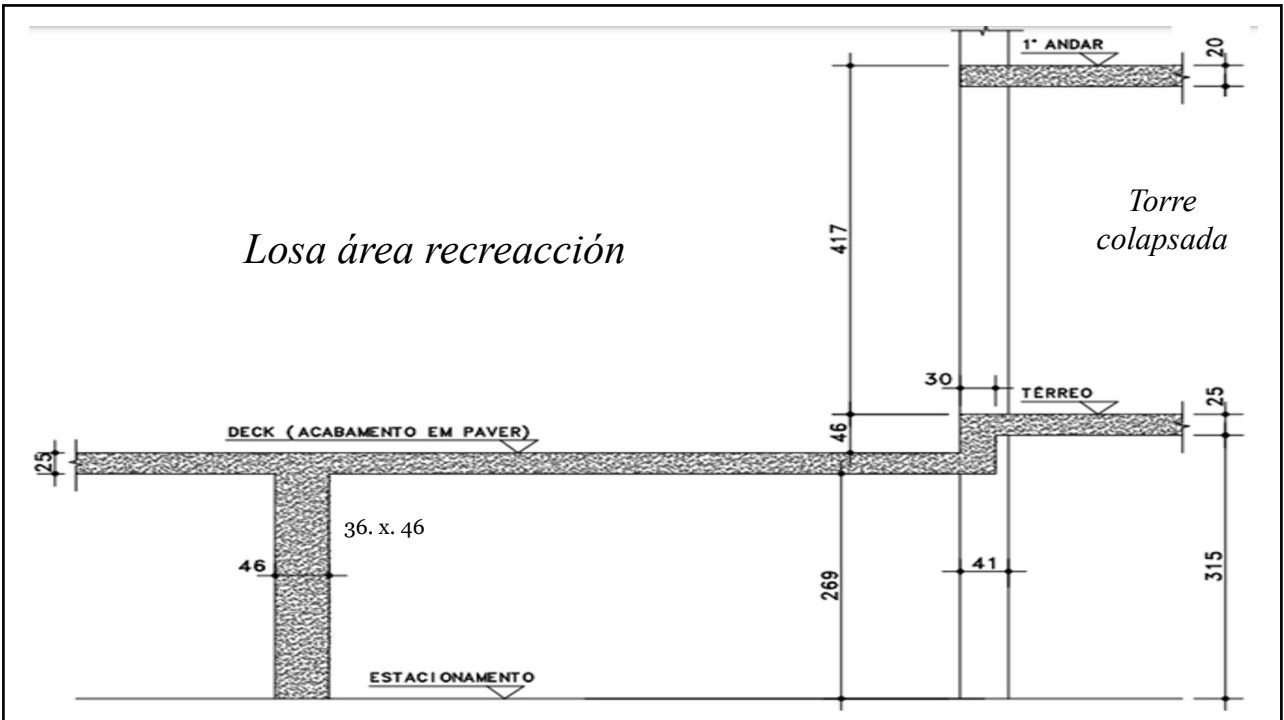 1° ANDAR
20
Torre
colapsada
417
Losa área recreacción
30
TÉRREO
25
DECK (ACABAMENTO EM PAVER)
46
25
36. x. 46
46
41
269
315
ESTACIONAMENTO